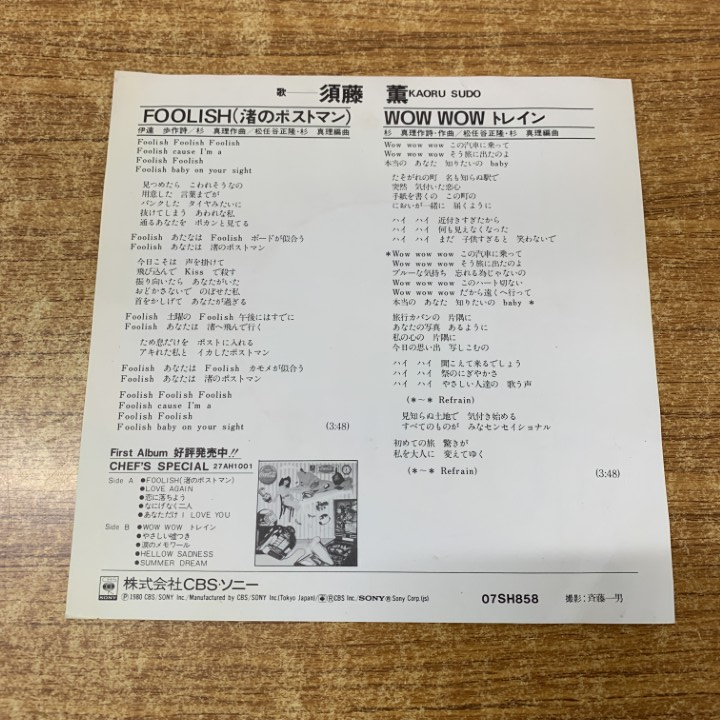 歌――須藤 薫 KAORU SUDO
FOOLISH(渚のポストマン)
伊達 歩作詩/杉 真理作曲/松任谷正隆・杉 真理編曲
Foolish Foolish Foolish
Foolish cause I'm a
Foolish Foolish
Foolish baby on your sight
見つめたら こわれそうなの
用意した 言葉までが
パンクした タイヤみたいに
抜けてしまう あわれな私
通るあなたを ポカンと見てる
Foolish あたなは Foolish ボードが似合う
Foolish あなたは 渚のポストマン
今日こそは 声を掛けて
飛び込んで Kiss で殺す
振り向いたら あなたがいた
おどかさないで のぼせた私
首をかしげて あなたが過ぎる
Foolish 土曜の Foolish 午後にはすでに
Foolish あなたは 渚へ飛んで行く
ため息だけを ポストに入れる
アキれた私と イカしたポストマン
Foolish あなたは Foolish カモメが似合う
Foolish あなたは 渚のポストマン
Foolish Foolish Foolish
Foolish cause I'm a
Foolish Foolish
Foolish baby on your sight
(3:48)
First Album 好評発売中!!
CHEF'S SPECIAL 27AH1001
Side A ●FOOLISH(渚のポストマン)
●LOVE AGAIN
●恋に落ちよう
●なにげなく二人
●あなただけ I LOVE YOU
Side B ●WOW WOW トレイン
●やさしい嘘つき
●涙のメモワール
●HELLOW SADNESS
●SUMMER DREAM
WOW WOW トレイン
杉 真理作詩・作曲/松任谷正隆・杉 真理編曲
Wow wow wow この汽車に乗って
Wow wow wow そう旅に出たのよ
本当の あなた 知りたいの baby
たそがれの町 名も知らぬ駅で
突然 気付いた恋心
手紙を書くの この町の
においが一緒に 届くように
ハイ ハイ 近付きすぎたから
ハイ ハイ 何も見えなくなった
ハイ ハイ まだ 子供すぎると 笑わないで
*Wow wow wow この汽車に乗って
Wow wow wow そう旅に出たのよ
ブルーな気持ち 忘れる為じゃないの
Wow wow wow このハート切ない
Wow wow wow だから遠くへ行って
本当の あなた 知りたいの baby *
旅行カバンの 片隅に
あなたの写真 あるように
私の心の 片隅に
今日の思い出 写しこむの
ハイ ハイ 聞こえて来るでしょう
ハイ ハイ 祭のにぎやかさ
ハイ ハイ やさしい人達の 歌う声
(*~* Refrain)
見知らぬ土地で 気付き始める
すべてのものが みなセンセイショナル
初めての旅 驚きが
私を大人に 変えてゆく
(*~* Refrain)
(3:48)
SONY 株式会社CBS・ソニー
Ⓟ1980 CBS/SONY Inc./Manufactured by CBS/SONY Inc.(Tokyo Japan)/®CBS Inc./SONY® Sony Corp.(js)
07SH858
撮影:斉藤一男